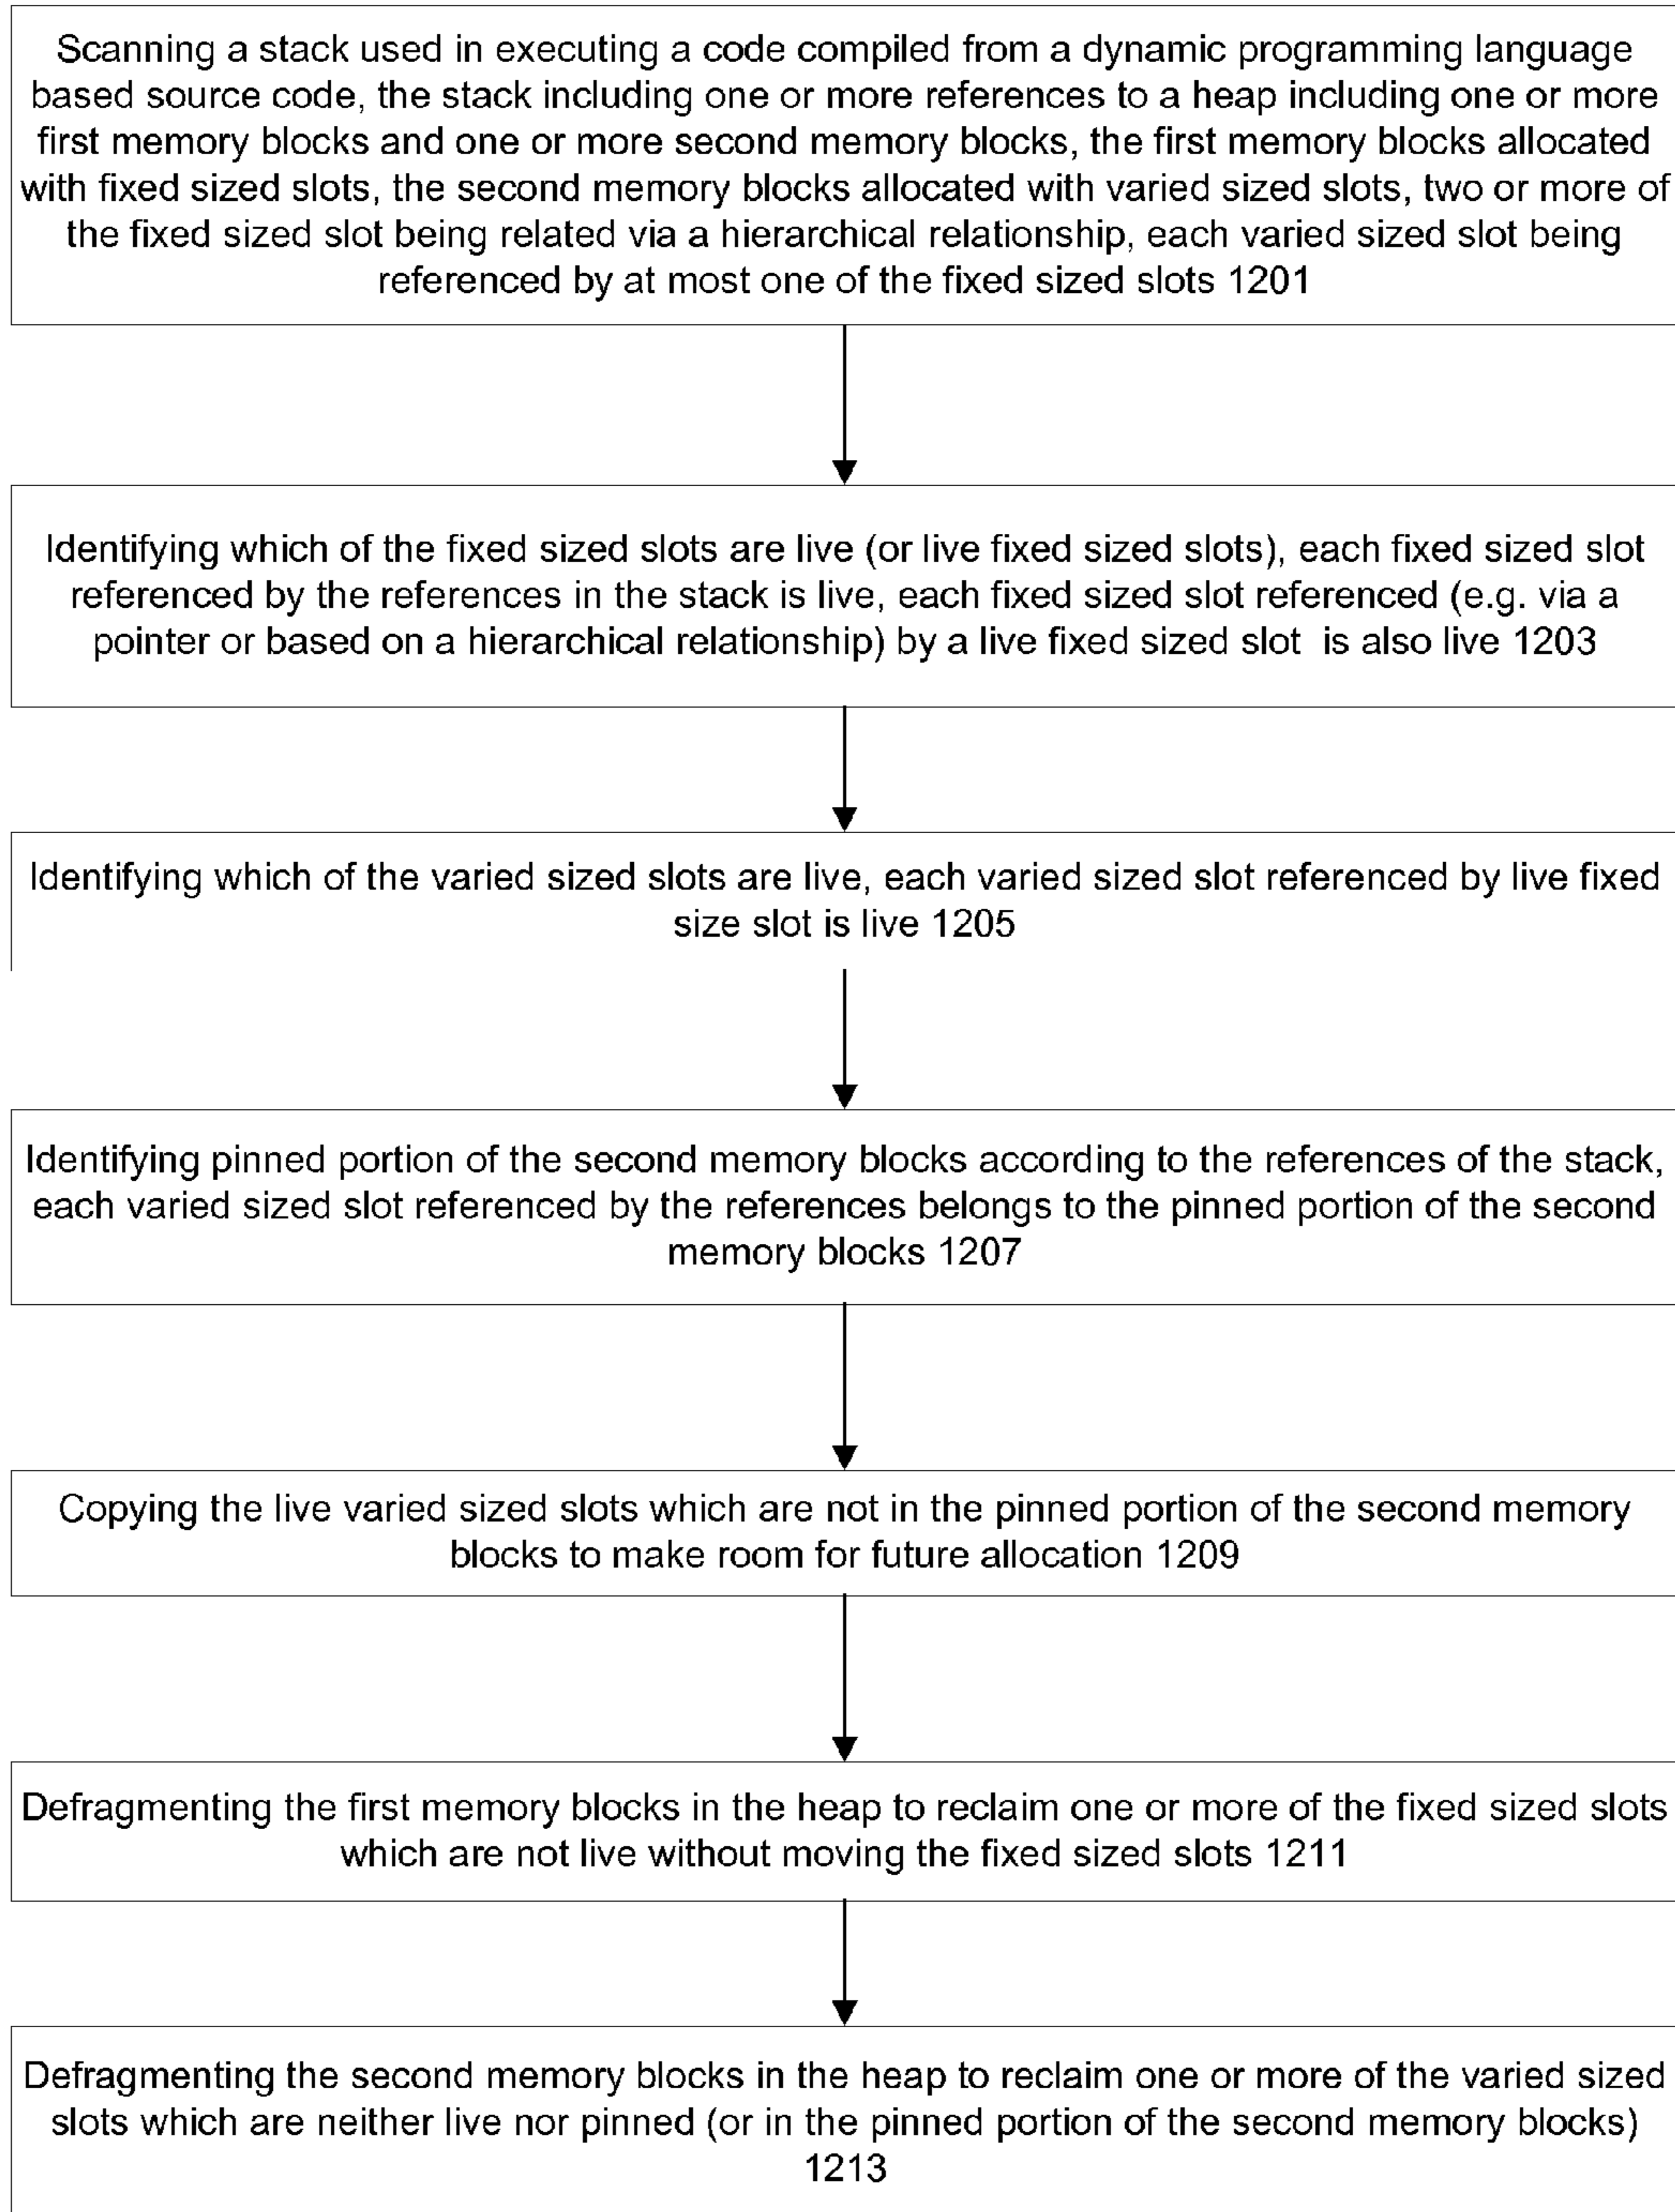 Scanning a stack used in executing a code compiled from a dynamic programming language
based source code, the stack including one or more references to a heap including one or more
first memory blocks and one or more second memory blocks, the first memory blocks allocated
with fixed sized slots, the second memory blocks allocated with varied sized slots, two or more of
the fixed sized slot being related via a hierarchical relationship, each varied sized slot being
referenced by at most one of the fixed sized slots 1201
Identifying which of the fixed sized slots are live (or live fixed sized slots), each fixed sized slot
referenced by the references in the stack is live, each fixed sized slot referenced (e.g. via a
pointer or based on a hierarchical relationship) by a live fixed sized slot is also live 1203
Identifying which of the varied sized slots are live, each varied sized slot referenced by live fixed
size slot is live 1205
Identifying pinned portion of the second memory blocks according to the references of the stack,
each varied sized slot referenced by the references belongs to the pinned portion of the second
memory blocks 1207
Copying the live varied sized slots which are not in the pinned portion of the second memory
blocks to make room for future allocation 1209
Defragmenting the first memory blocks in the heap to reclaim one or more of the fixed sized slots
which are not live without moving the fixed sized slots 1211
Defragmenting the second memory blocks in the heap to reclaim one or more of the varied sized
slots which are neither live nor pinned (or in the pinned portion of the second memory blocks)
1213